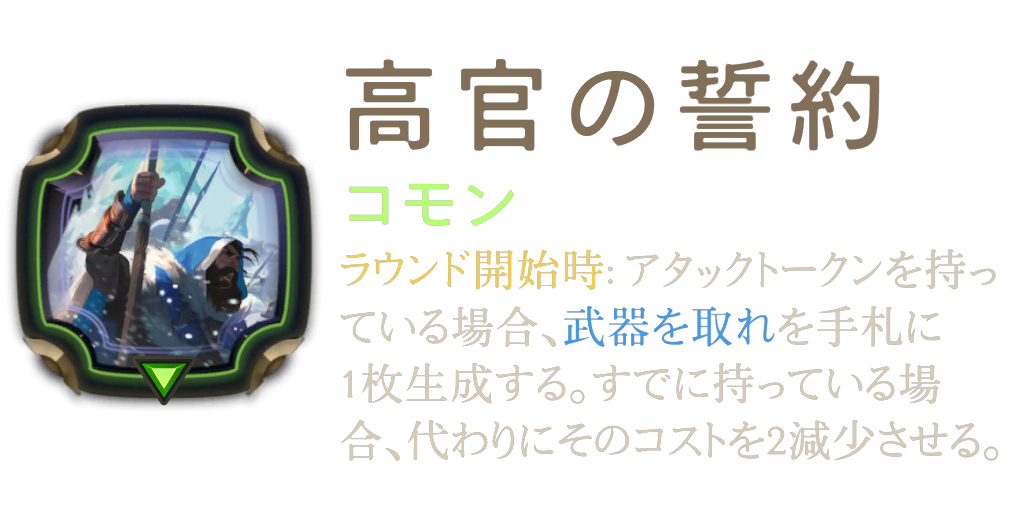 高官の誓約
コモン
ラウンド開始時: アタックトークンを持っ
ている場合、武器を取れを手札に
1枚生成する。すでに持っている場
合、代わりにそのコストを2減少させる。